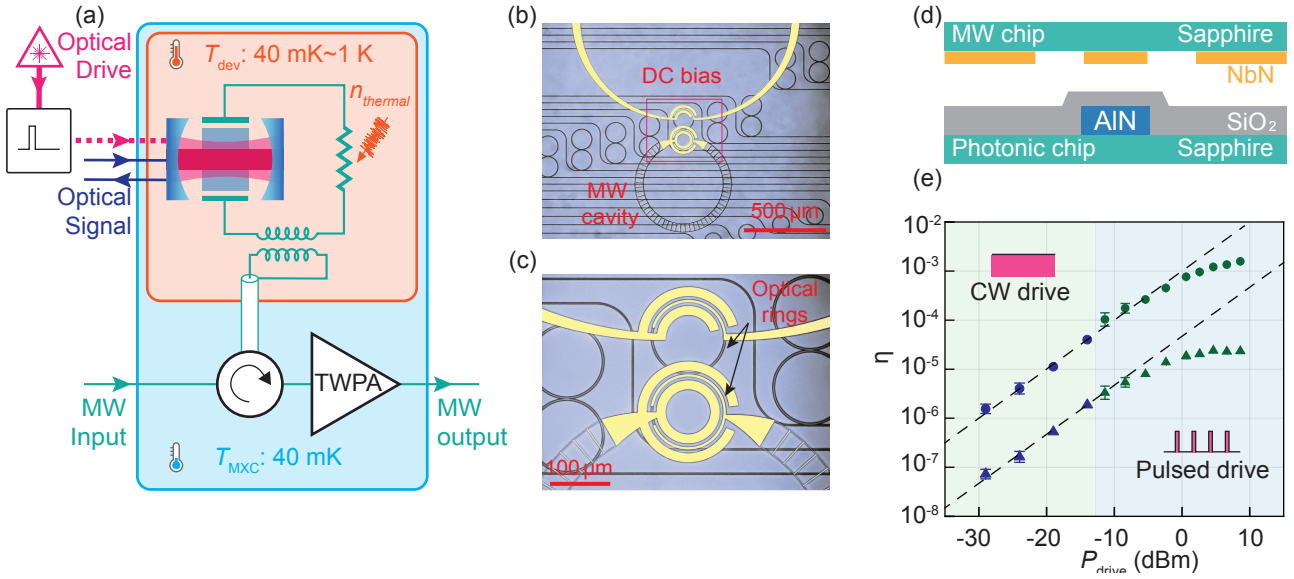 (a)
Optical
Drive
T_dev: 40 mK~1 K
n_thermal
Optical
Signal
TWPA
MW
Input
MW
output
T_MXC: 40 mK
(b)
DC bias
MW
cavity
500 μm
(c)
Optical
rings
100 μm
(d)
MW chip Sapphire
NbN
AlN
SiO₂
Photonic chip Sapphire
(e)
10⁻²
10⁻³
10⁻⁴
10⁻⁵
10⁻⁶
10⁻⁷
10⁻⁸
η
CW drive
Pulsed drive
-30 -20 -10 0 10
P_drive (dBm)